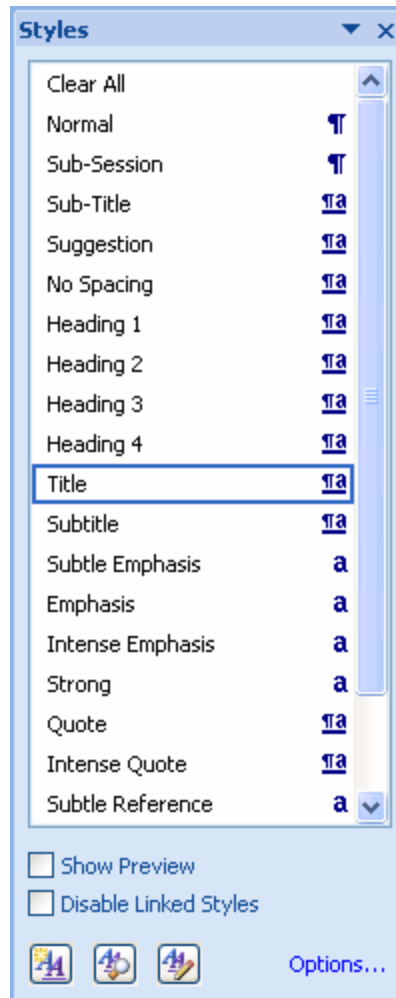 Styles
Clear All
Normal ¶
Sub-Session ¶
Sub-Title ¶a
Suggestion ¶a
No Spacing ¶a
Heading 1 ¶a
Heading 2 ¶a
Heading 3 ¶a
Heading 4 ¶a
Title ¶a
Subtitle ¶a
Subtle Emphasis a
Emphasis a
Intense Emphasis a
Strong a
Quote ¶a
Intense Quote ¶a
Subtle Reference a
Show Preview
Disable Linked Styles
Options...